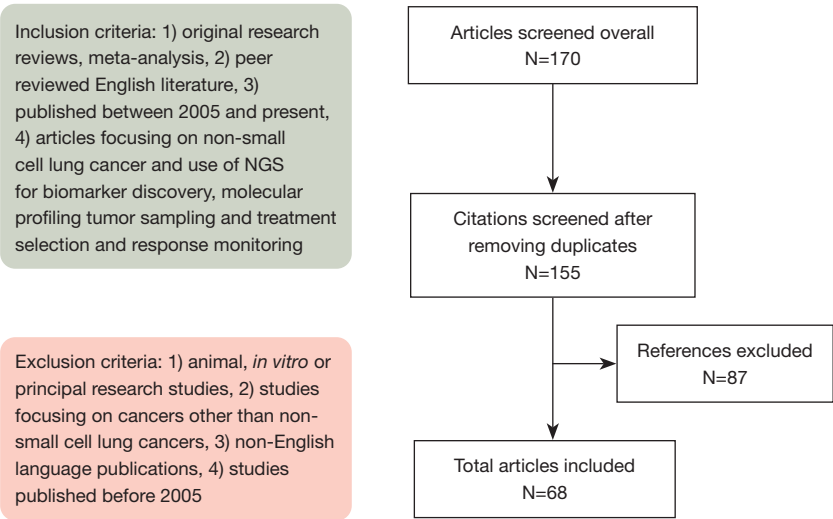 Inclusion criteria: 1) original research
reviews, meta-analysis, 2) peer
reviewed English literature, 3)
published between 2005 and present,
4) articles focusing on non-small
cell lung cancer and use of NGS
for biomarker discovery, molecular
profiling tumor sampling and treatment
selection and response monitoring
Exclusion criteria: 1) animal, in vitro or
principal research studies, 2) studies
focusing on cancers other than non-
small cell lung cancers, 3) non-English
language publications, 4) studies
published before 2005
Articles screened overall
N=170
Citations screened after
removing duplicates
N=155
References excluded
N=87
Total articles included
N=68